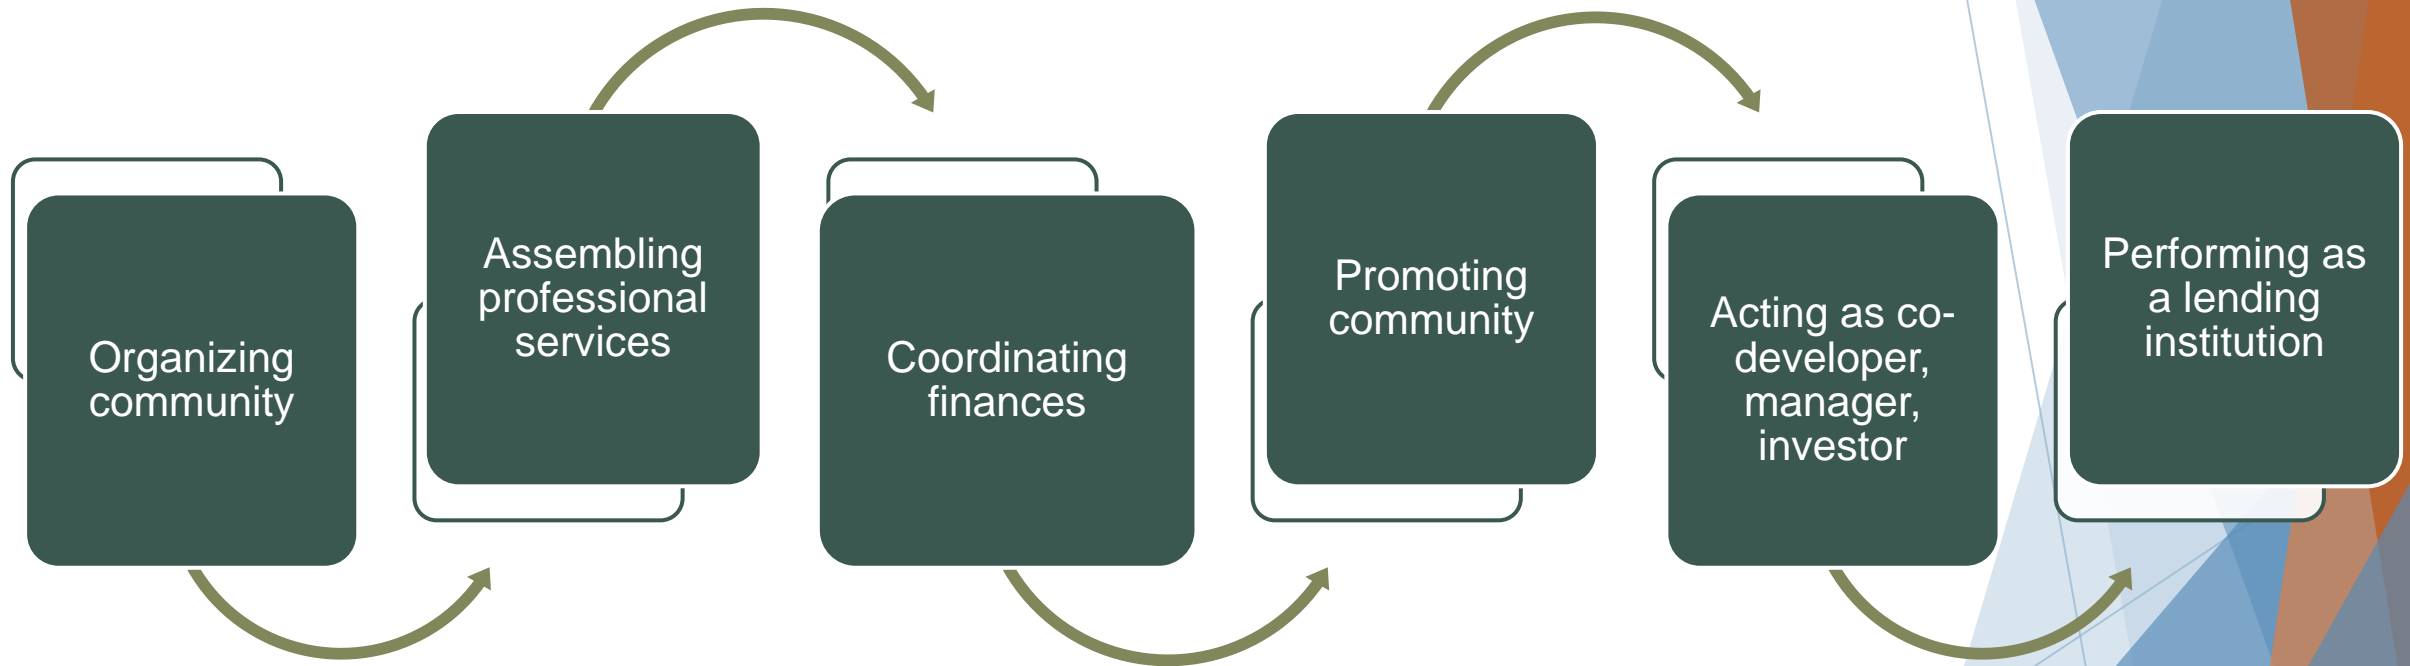 Organizing
community
Assembling
professional
services
Coordinating
finances
Promoting
community
Acting as co-
developer,
manager,
investor
Performing as
a lending
institution